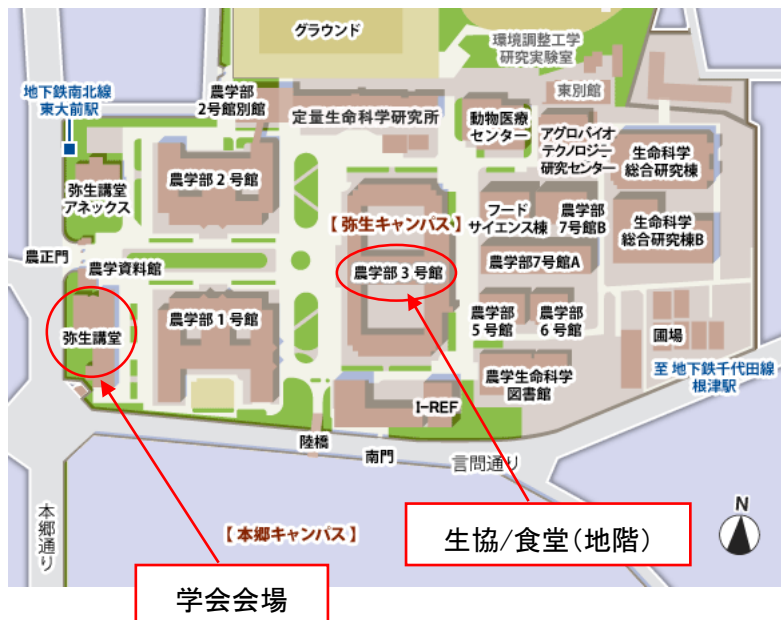 グラウンド
環境調整工学
研究実験室
地下鉄南北線
東大前駅
農学部
2号館別館
定量生命科学研究所
動物医療
センター
東別館
アグロバイオ
テクノロジー
研究センター
生命科学
総合研究棟
弥生講堂
アネックス
農学部2号館
【 弥生キャンパス 】
フード
サイエンス棟
農学部
7号館B
生命科学
総合研究棟B
農正門
農学資料館
農学部3号館
農学部7号館A
弥生講堂
農学部1号館
農学部
5号館
農学部
6号館
圃場
農学生命科学
図書館
至 地下鉄千代田線
根津駅
I-REF
陸橋
南門
言問通り
本郷通り
【 本郷キャンパス 】
生協/食堂(地階)
N
学会会場